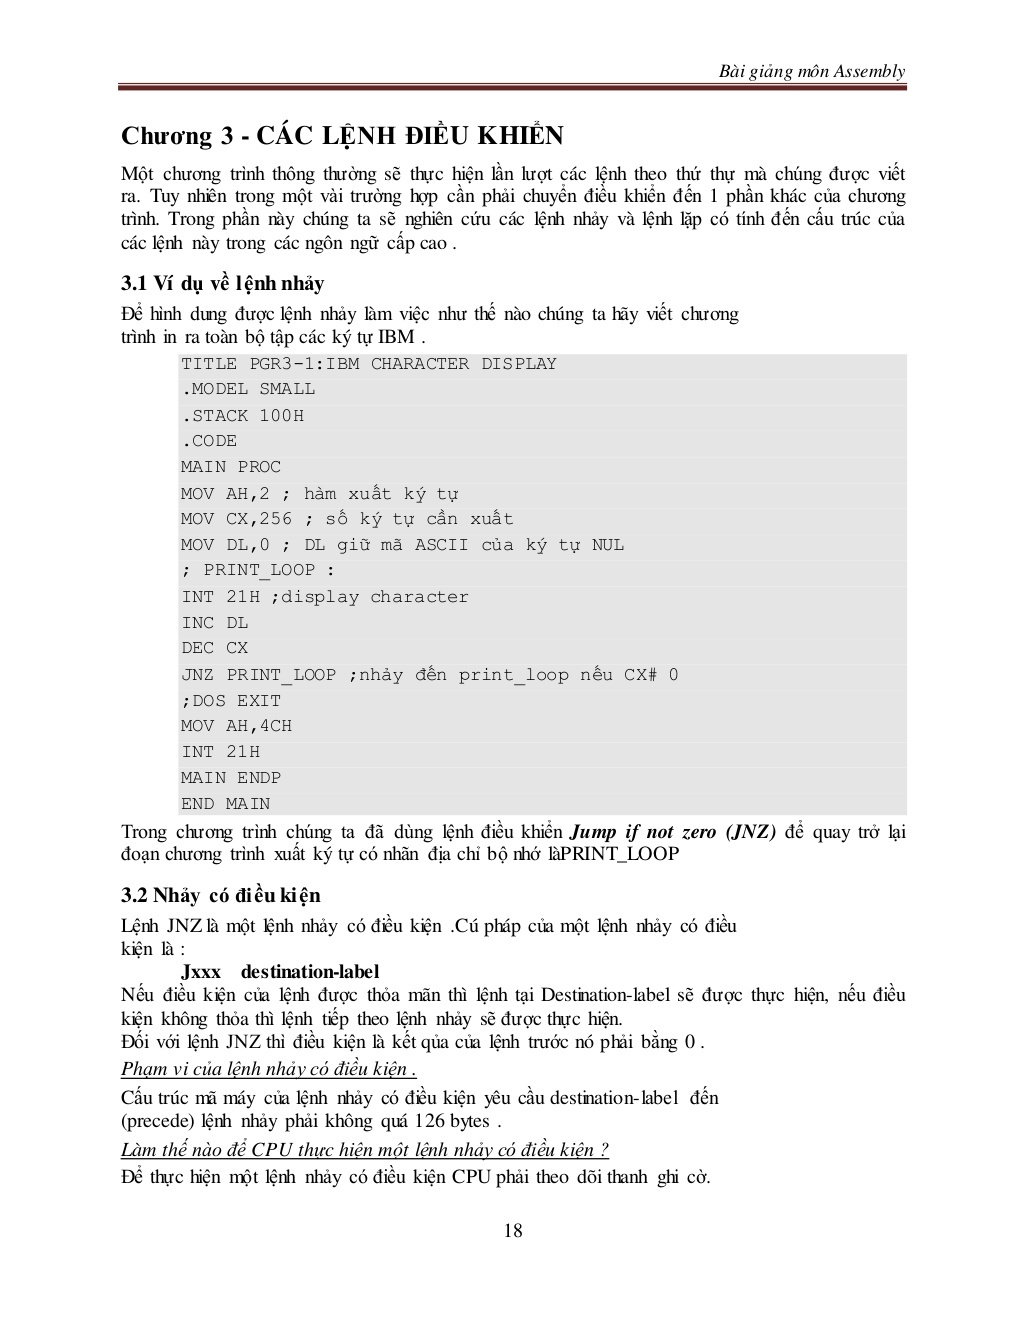 Bài giảng môn Assembly
Chương 3 - CÁC LỆNH ĐIỀU KHIỂN
Một chương trình thông thường sẽ thực hiện lần lượt các lệnh theo thứ thự mà chúng được viết
ra. Tuy nhiên trong một vài trường hợp cần phải chuyển điều khiển đến 1 phần khác của chương
trình. Trong phần này chúng ta sẽ nghiên cứu các lệnh nhảy và lệnh lặp có tính đến cấu trúc của
các lệnh này trong các ngôn ngữ cấp cao .
3.1 Ví dụ về lệnh nhảy
Để hình dung được lệnh nhảy làm việc như thế nào chúng ta hãy viết chương
trình in ra toàn bộ tập các ký tự IBM .
TITLE PGR3-1:IBM CHARACTER DISPLAY
.MODEL SMALL
.STACK 100H
.CODE
MAIN PROC
MOV AH,2 ; hàm xuất ký tự
MOV CX,256 ; số ký tự cần xuất
MOV DL,0 ; DL giữ mã ASCII của ký tự NUL
; PRINT_LOOP :
INT 21H ;display character
INC DL
DEC CX
JNZ PRINT_LOOP ;nhảy đến print_loop nếu CX# 0
;DOS EXIT
MOV AH,4CH
INT 21H
MAIN ENDP
END MAIN
Trong chương trình chúng ta đã dùng lệnh điều khiển Jump if not zero (JNZ) để quay trở lại
đoạn chương trình xuất ký tự có nhãn địa chỉ bộ nhớ làPRINT_LOOP
3.2 Nhảy có điều kiện
Lệnh JNZ là một lệnh nhảy có điều kiện .Cú pháp của một lệnh nhảy có điều
kiện là :
Jxxx destination-label
Nếu điều kiện của lệnh được thỏa mãn thì lệnh tại Destination-label sẽ được thực hiện, nếu điều
kiện không thỏa thì lệnh tiếp theo lệnh nhảy sẽ được thực hiện.
Đối với lệnh JNZ thì điều kiện là kết qủa của lệnh trước nó phải bằng 0 .
Phạm vi của lệnh nhảy có điều kiện .
Cấu trúc mã máy của lệnh nhảy có điều kiện yêu cầu destination-label đến
(precede) lệnh nhảy phải không quá 126 bytes .
Làm thế nào để CPU thực hiện một lệnh nhảy có điều kiện ?
Để thực hiện một lệnh nhảy có điều kiện CPU phải theo dõi thanh ghi cờ.
18